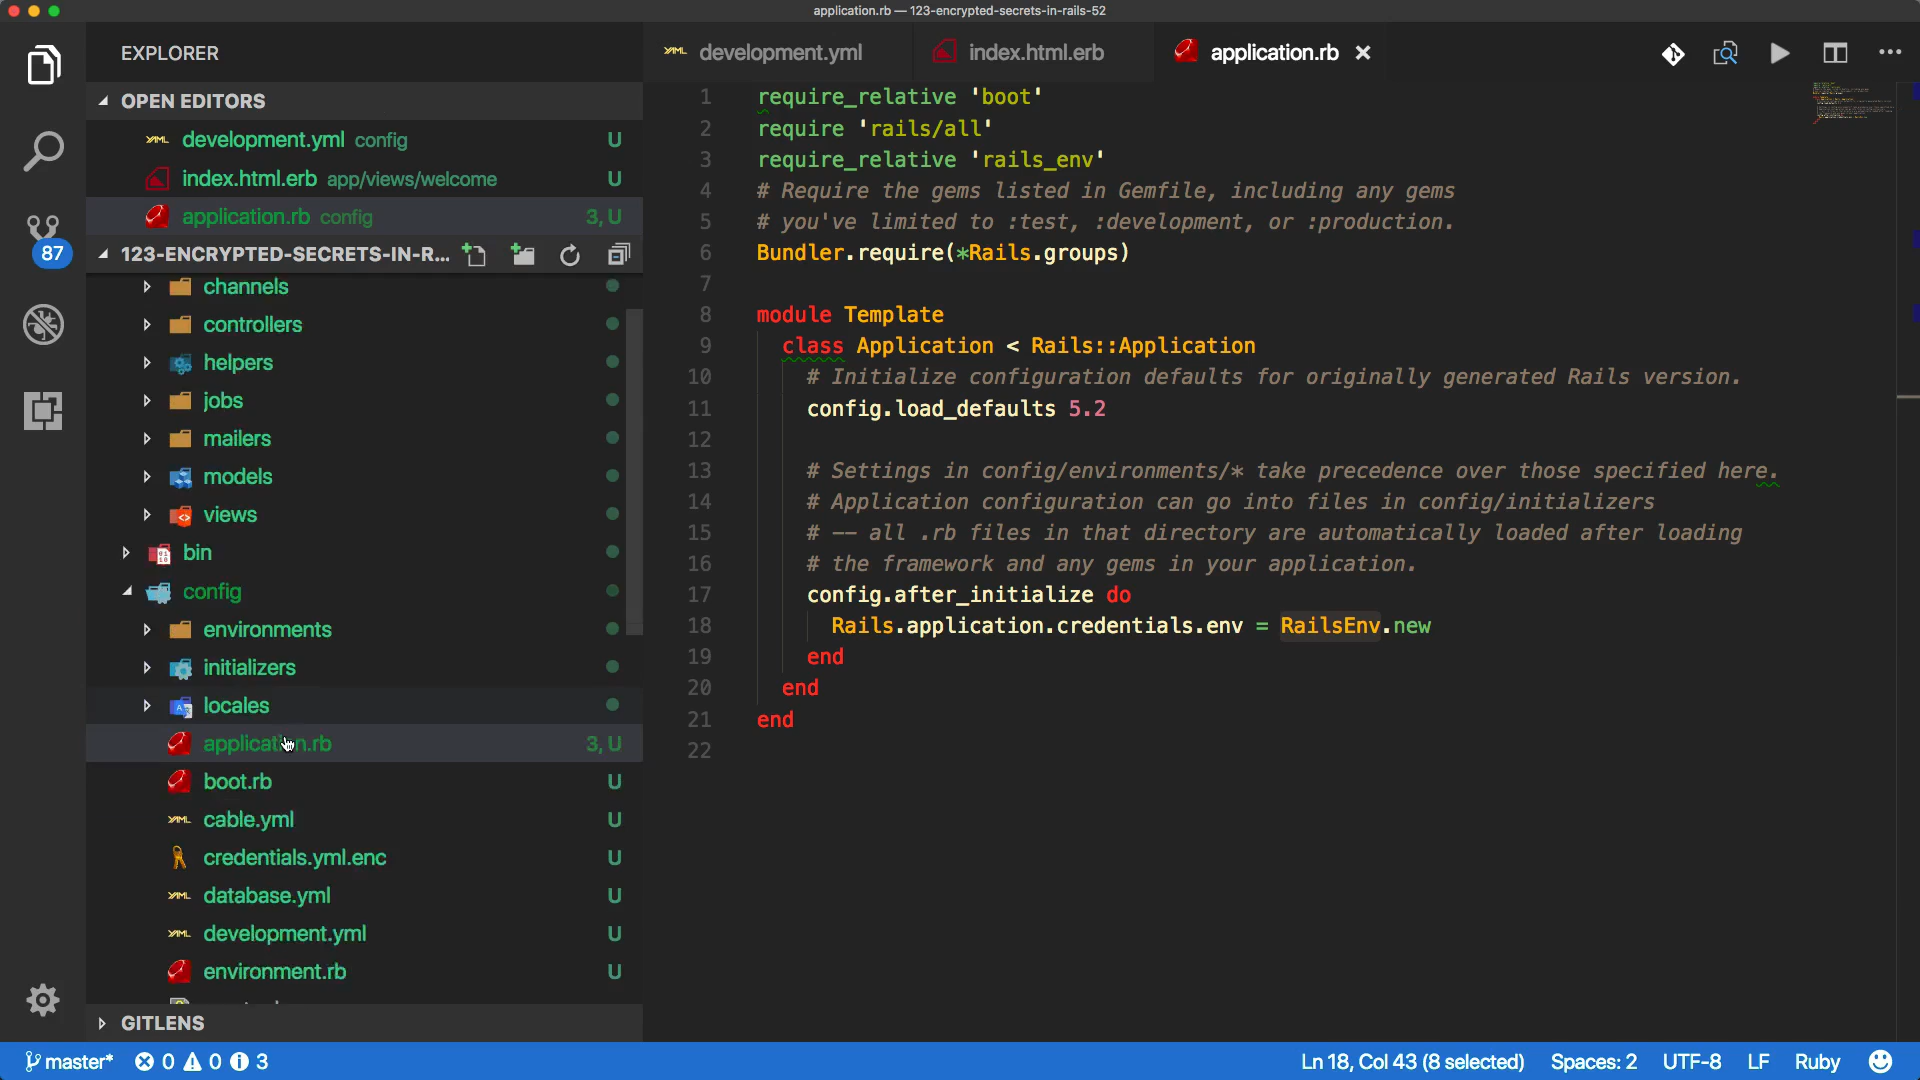 application.rb — 123-encrypted-secrets-in-rails-52
EXPLORER
OPEN EDITORS
development.yml config U
index.html.erb app/views/welcome U
application.rb config 3, U
87
123-ENCRYPTED-SECRETS-IN-R...
channels
controllers
helpers
jobs
mailers
models
views
bin
config
environments
initializers
locales
application.rb 3, U
boot.rb U
cable.yml U
credentials.yml.enc U
database.yml U
development.yml U
environment.rb U
GITLENS
development.yml index.html.erb application.rb
1 require_relative 'boot'
2 require 'rails/all'
3 require_relative 'rails_env'
4 # Require the gems listed in Gemfile, including any gems
5 # you've limited to :test, :development, or :production.
6 Bundler.require(*Rails.groups)
7
8 module Template
9 class Application < Rails::Application
10 # Initialize configuration defaults for originally generated Rails version.
11 config.load_defaults 5.2
12
13 # Settings in config/environments/* take precedence over those specified here.
14 # Application configuration can go into files in config/initializers
15 # -- all .rb files in that directory are automatically loaded after loading
16 # the framework and any gems in your application.
17 config.after_initialize do
18 Rails.application.credentials.env = RailsEnv.new
19 end
20 end
21 end
22
master* 0 0 3
Ln 18, Col 43 (8 selected) Spaces: 2 UTF-8 LF Ruby